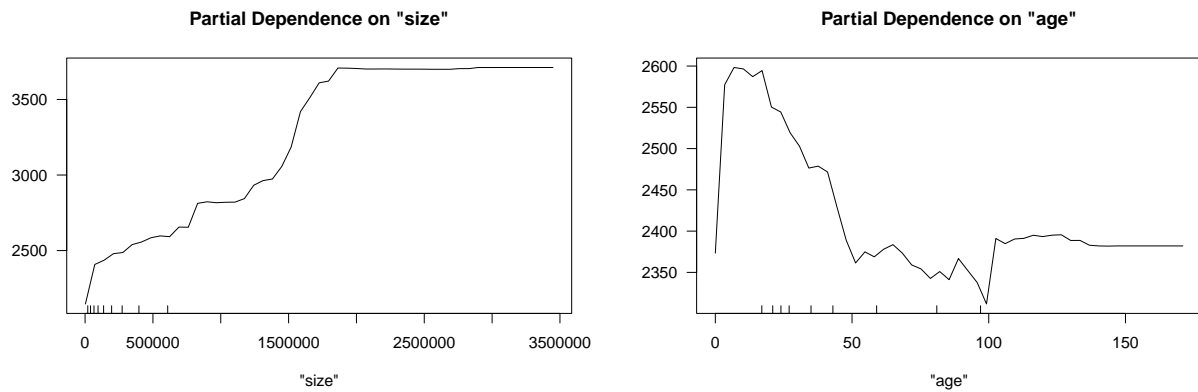 Partial Dependence on "size"
3500
3000
2500
0 500000 1500000 2500000 3500000
"size"
Partial Dependence on "age"
2600
2550
2500
2450
2400
2350
0 50 100 150
"age"